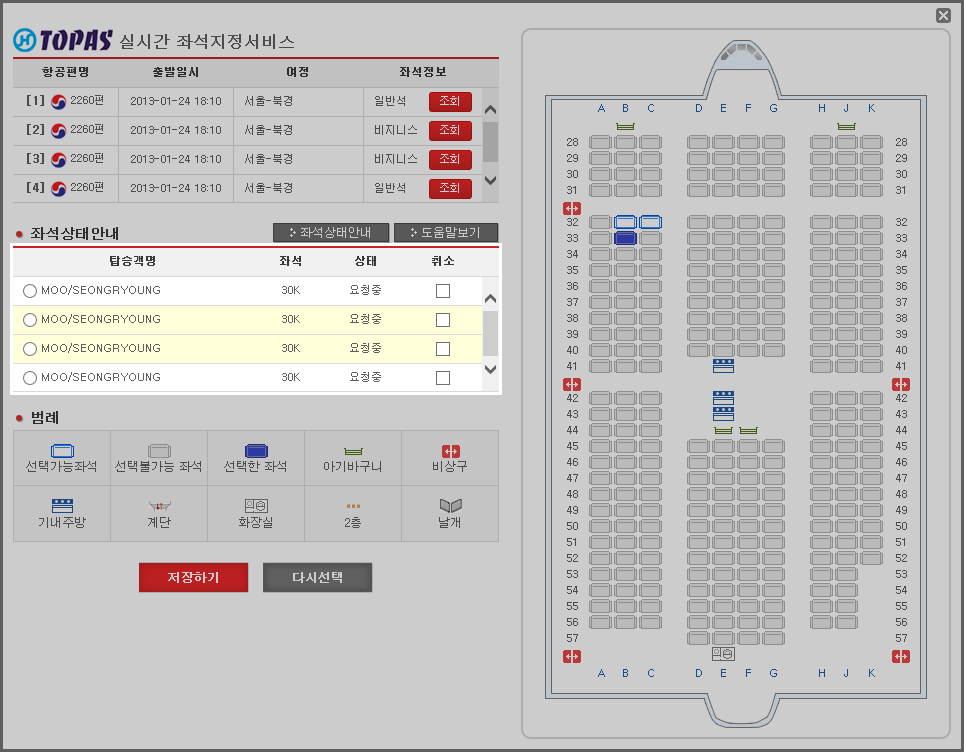 TOPAS 실시간 좌석지정서비스
항공편명 출발일시 여정 좌석정보
[1] 2260편 2013-01-24 18:10 서울-북경 일반석 조회
[2] 2260편 2013-01-24 18:10 서울-북경 비지니스 조회
[3] 2260편 2013-01-24 18:10 서울-북경 비지니스 조회
[4] 2260편 2013-01-24 18:10 서울-북경 일반석 조회
좌석상태안내 좌석상태안내 도움말보기
탑승객명 좌석 상태 취소
MOO/SEONGRYOUNG 30K 요청중
MOO/SEONGRYOUNG 30K 요청중
MOO/SEONGRYOUNG 30K 요청중
MOO/SEONGRYOUNG 30K 요청중
범례
선택가능좌석 선택불가능 좌석 선택한 좌석 아기바구니 비상구
기내주방 계단 화장실 2층 날개
저장하기 다시선택
A B C D E F G H J K
28 28
29 29
30 30
31 31
32 32
33 33
34 34
35 35
36 36
37 37
38 38
39 39
40 40
41 41
42 42
43 43
44 44
45 45
46 46
47 47
48 48
49 49
50 50
51 51
52 52
53 53
54 54
55 55
56 56
57 57
A B C D E F G H J K